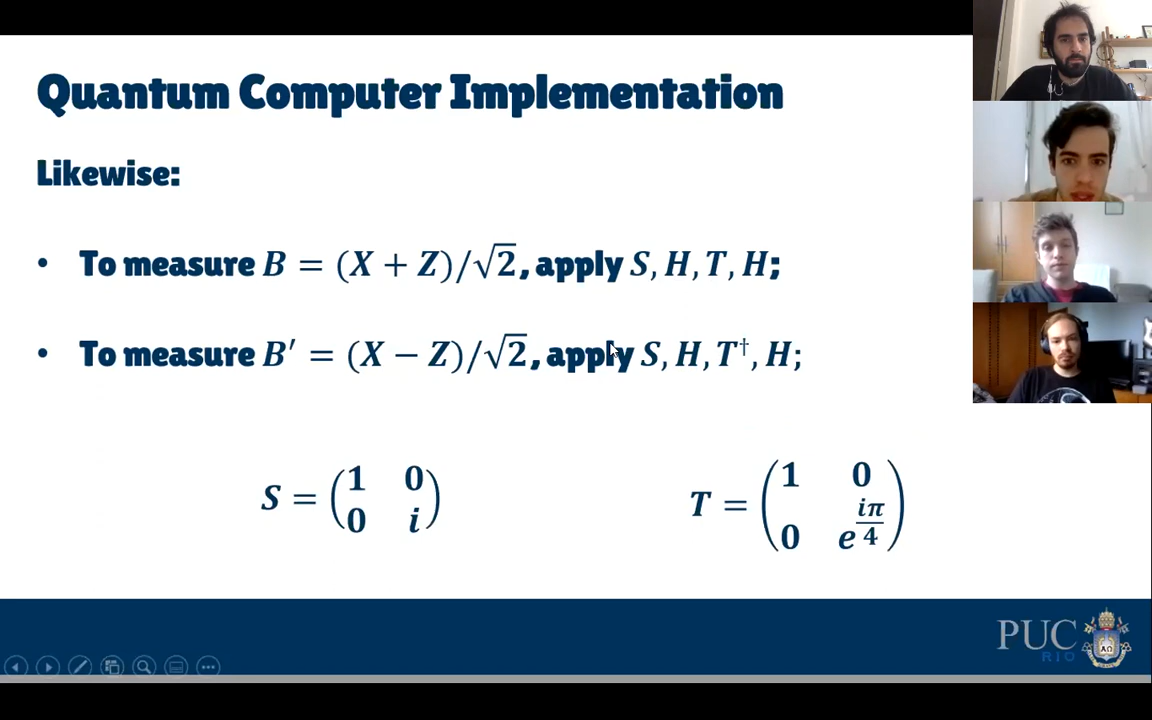 Quantum Computer Implementation
Likewise:
• To measure B = (X + Z)/√2, apply S, H, T, H;
• To measure B′ = (X − Z)/√2, apply S, H, T†, H;
S = (1 0
0 i)
T = (1 0
0 e^{iπ/4})
PUC
RIO